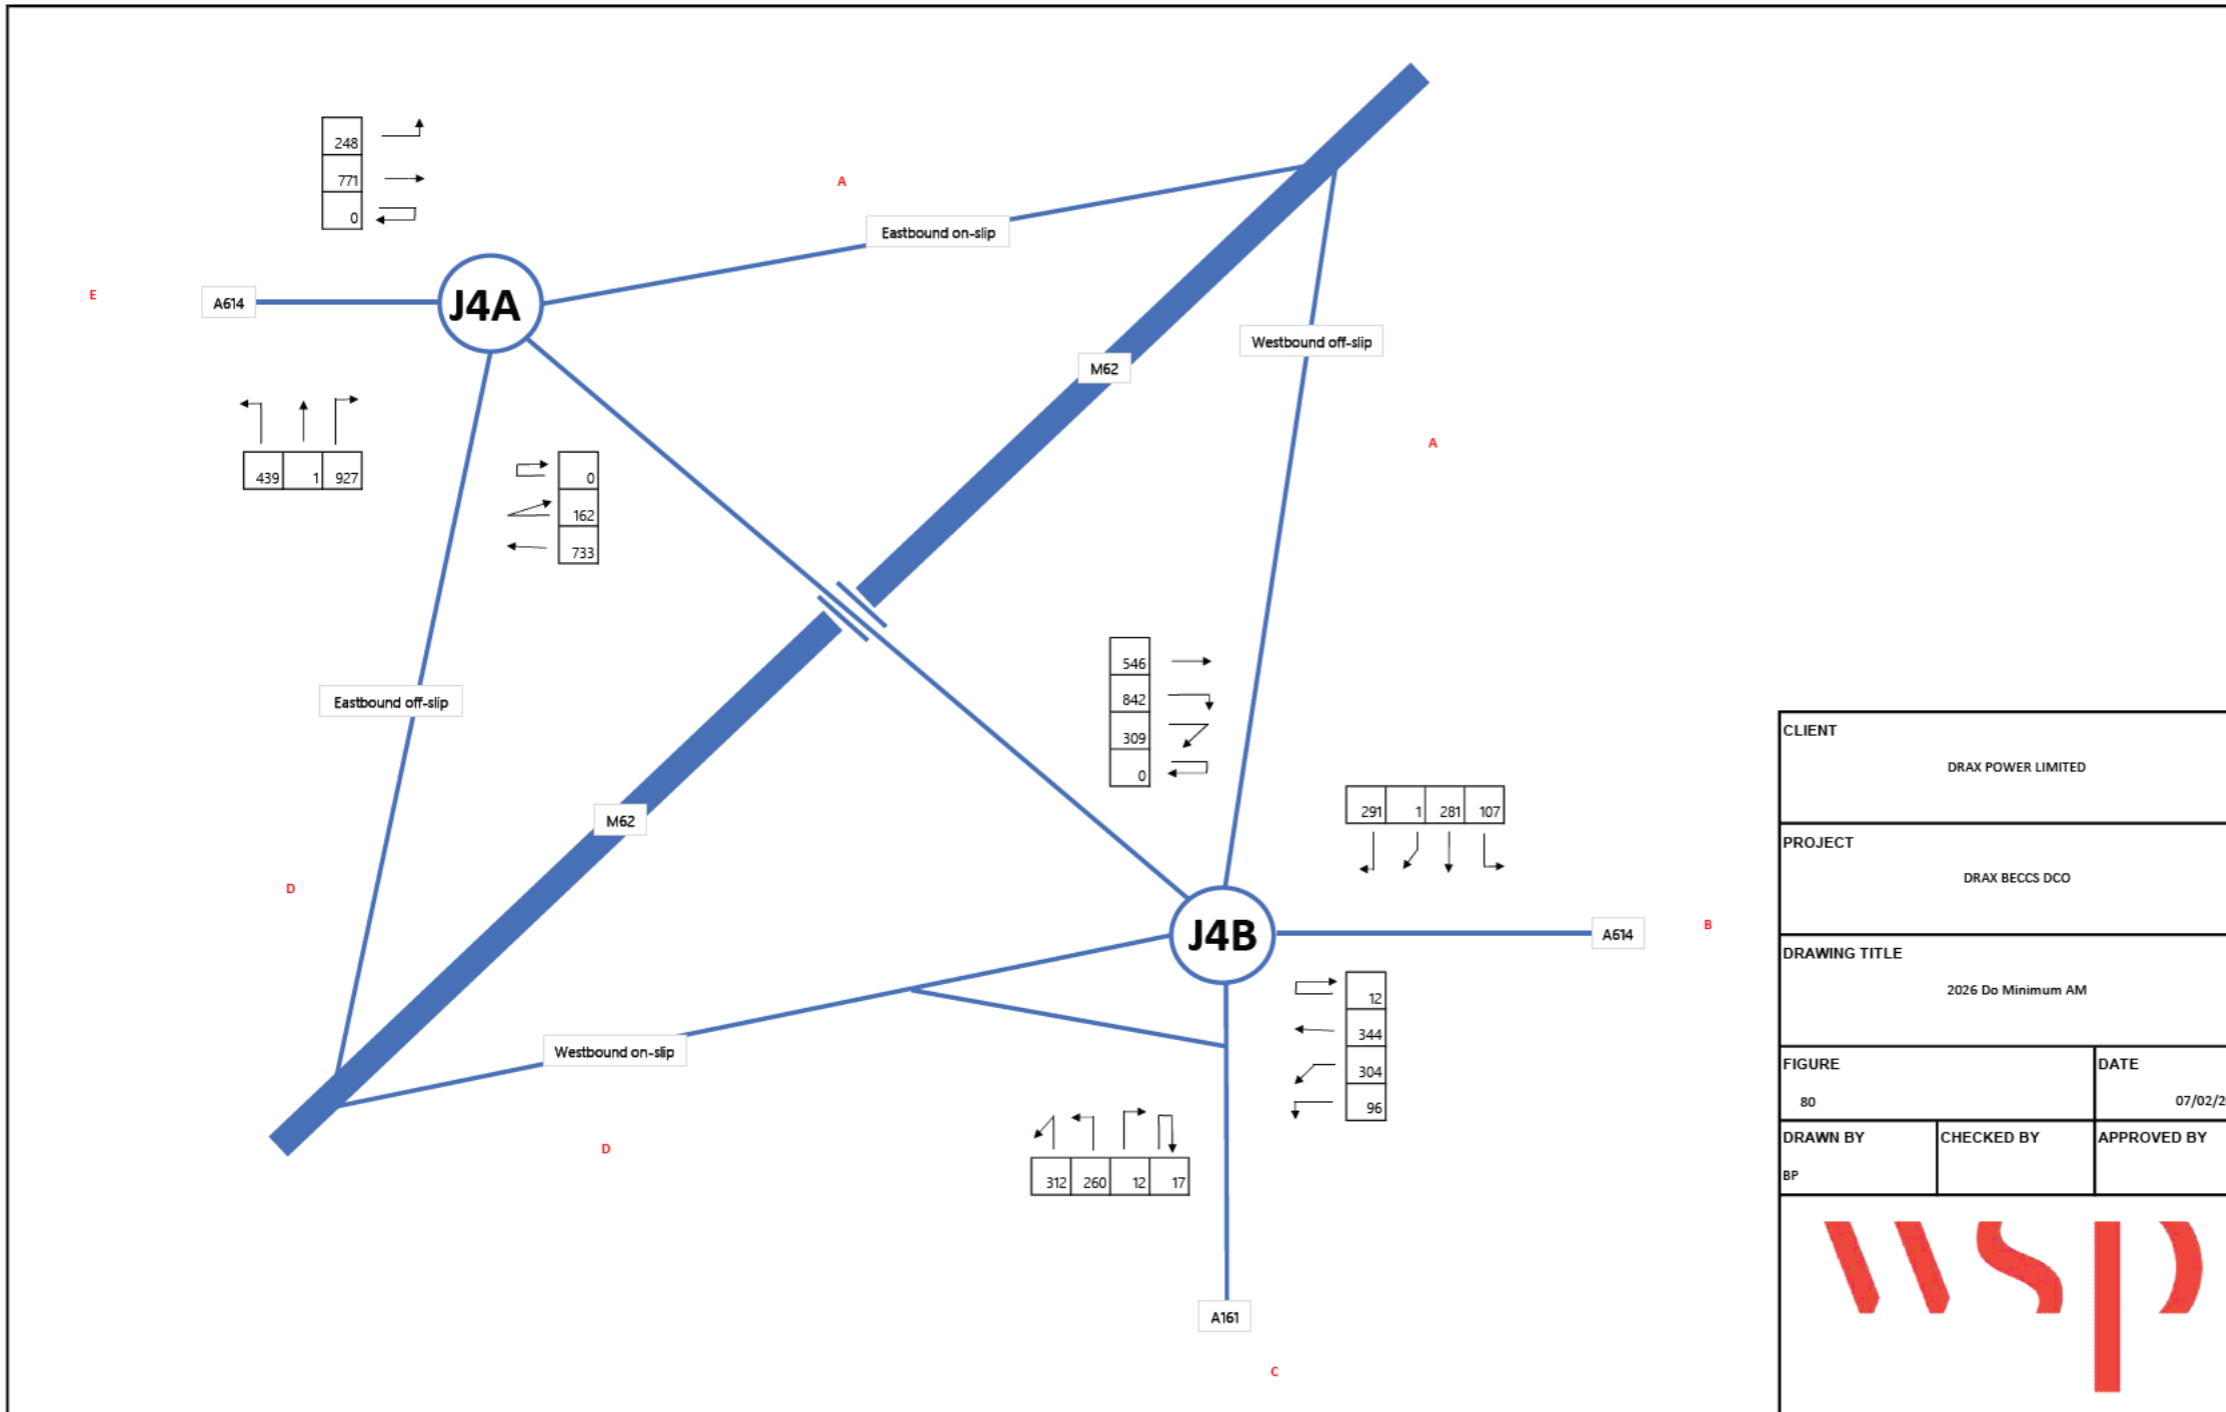 248
771
0
A
Eastbound on-slip
E
A614
J4A
Westbound off-slip
M62
A
439 1 927
0
162
733
546
842
309
0
Eastbound off-slip
M62
291 1 281 107
D
J4B
A614
B
12
344
304
96
Westbound on-slip
D
312 260 12 17
A161
C
CLIENT
DRAX POWER LIMITED
PROJECT
DRAX BECCS DCO
DRAWING TITLE
2026 Do Minimum AM
FIGURE
80
DATE
07/02/2
DRAWN BY
BP
CHECKED BY
APPROVED BY
wsp